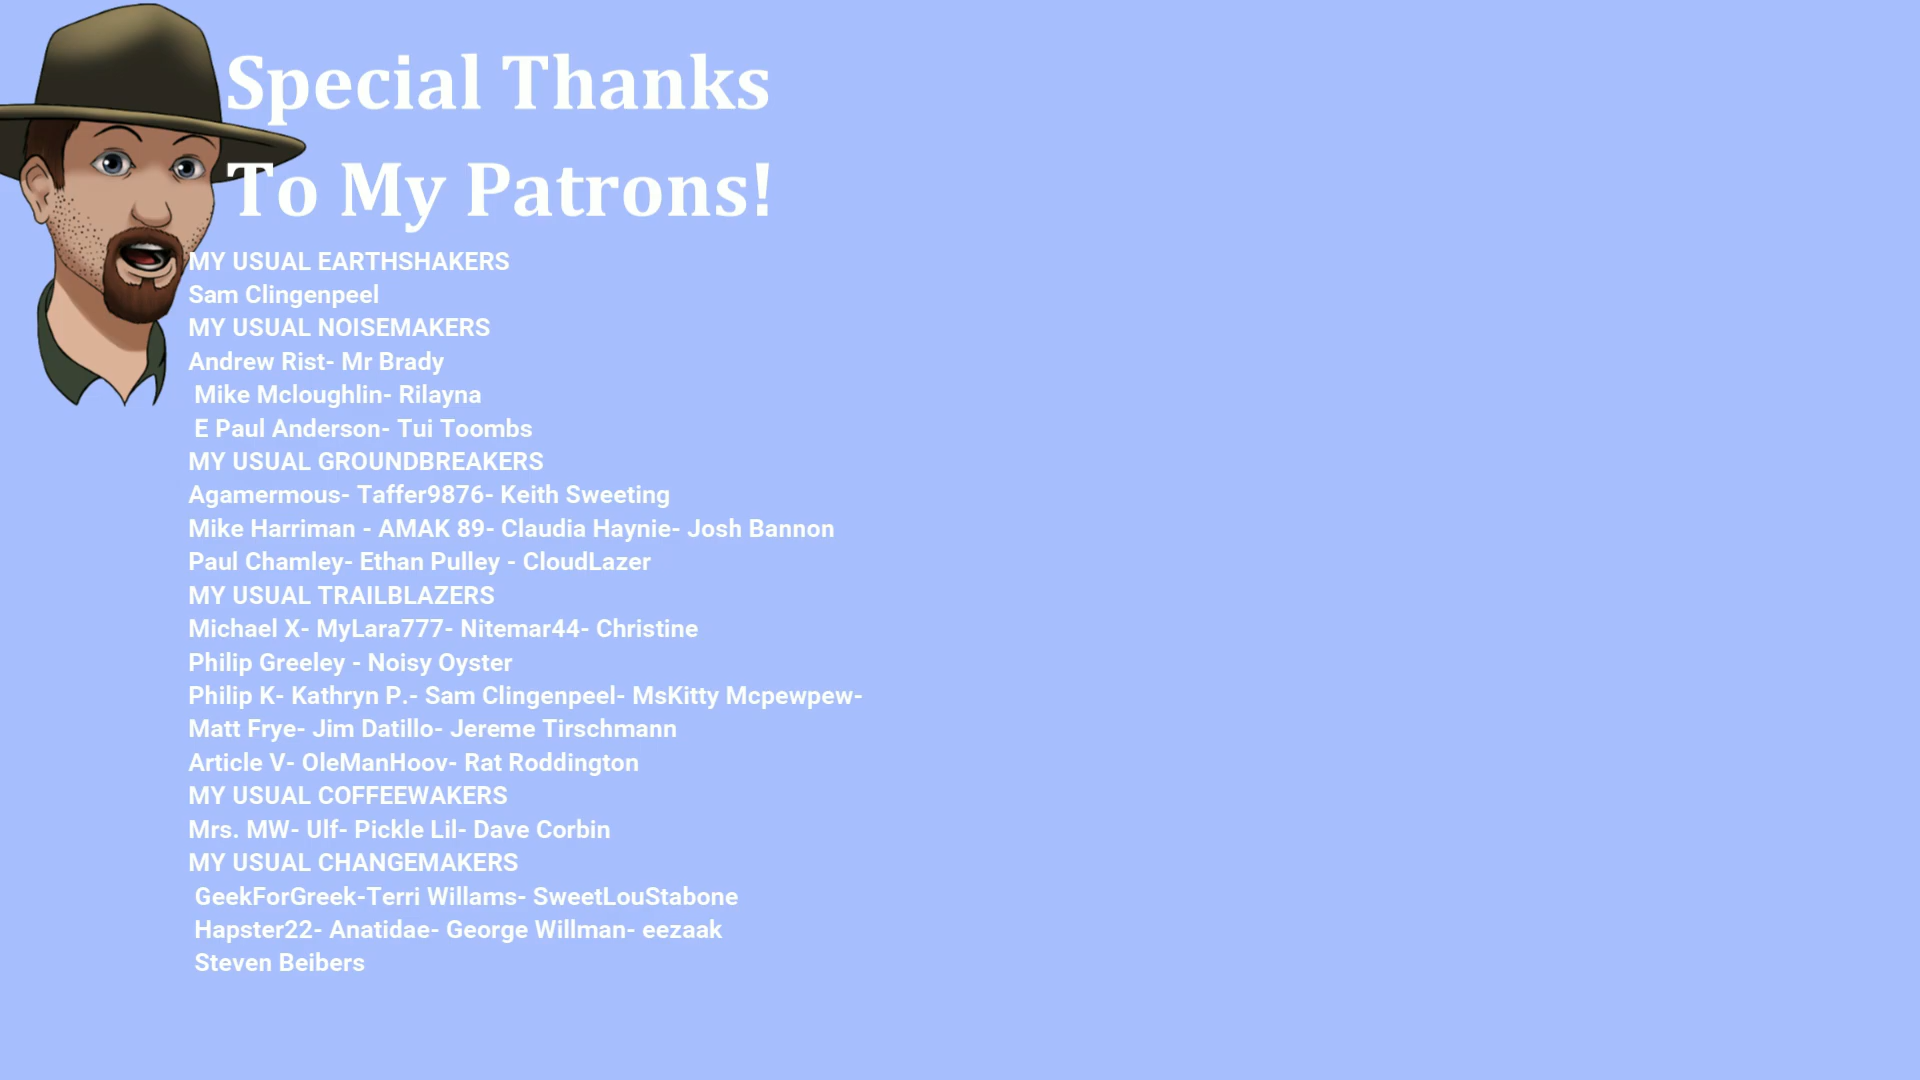 Special Thanks
To My Patrons!
MY USUAL EARTHSHAKERS
Sam Clingenpeel
MY USUAL NOISEMAKERS
Andrew Rist- Mr Brady
Mike Mcloughlin- Rilayna
E Paul Anderson- Tui Toombs
MY USUAL GROUNDBREAKERS
Agamermous- Taffer9876- Keith Sweeting
Mike Harriman - AMAK 89- Claudia Haynie- Josh Bannon
Paul Chamley- Ethan Pulley - CloudLazer
MY USUAL TRAILBLAZERS
Michael X- MyLara777- Nitemar44- Christine
Philip Greeley - Noisy Oyster
Philip K- Kathryn P.- Sam Clingenpeel- MsKitty Mcpewpew-
Matt Frye- Jim Datillo- Jereme Tirschmann
Article V- OleManHoov- Rat Roddington
MY USUAL COFFEEWAKERS
Mrs. MW- Ulf- Pickle Lil- Dave Corbin
MY USUAL CHANGEMAKERS
GeekForGreek-Terri Willams- SweetLouStabone
Hapster22- Anatidae- George Willman- eezaak
Steven Beibers